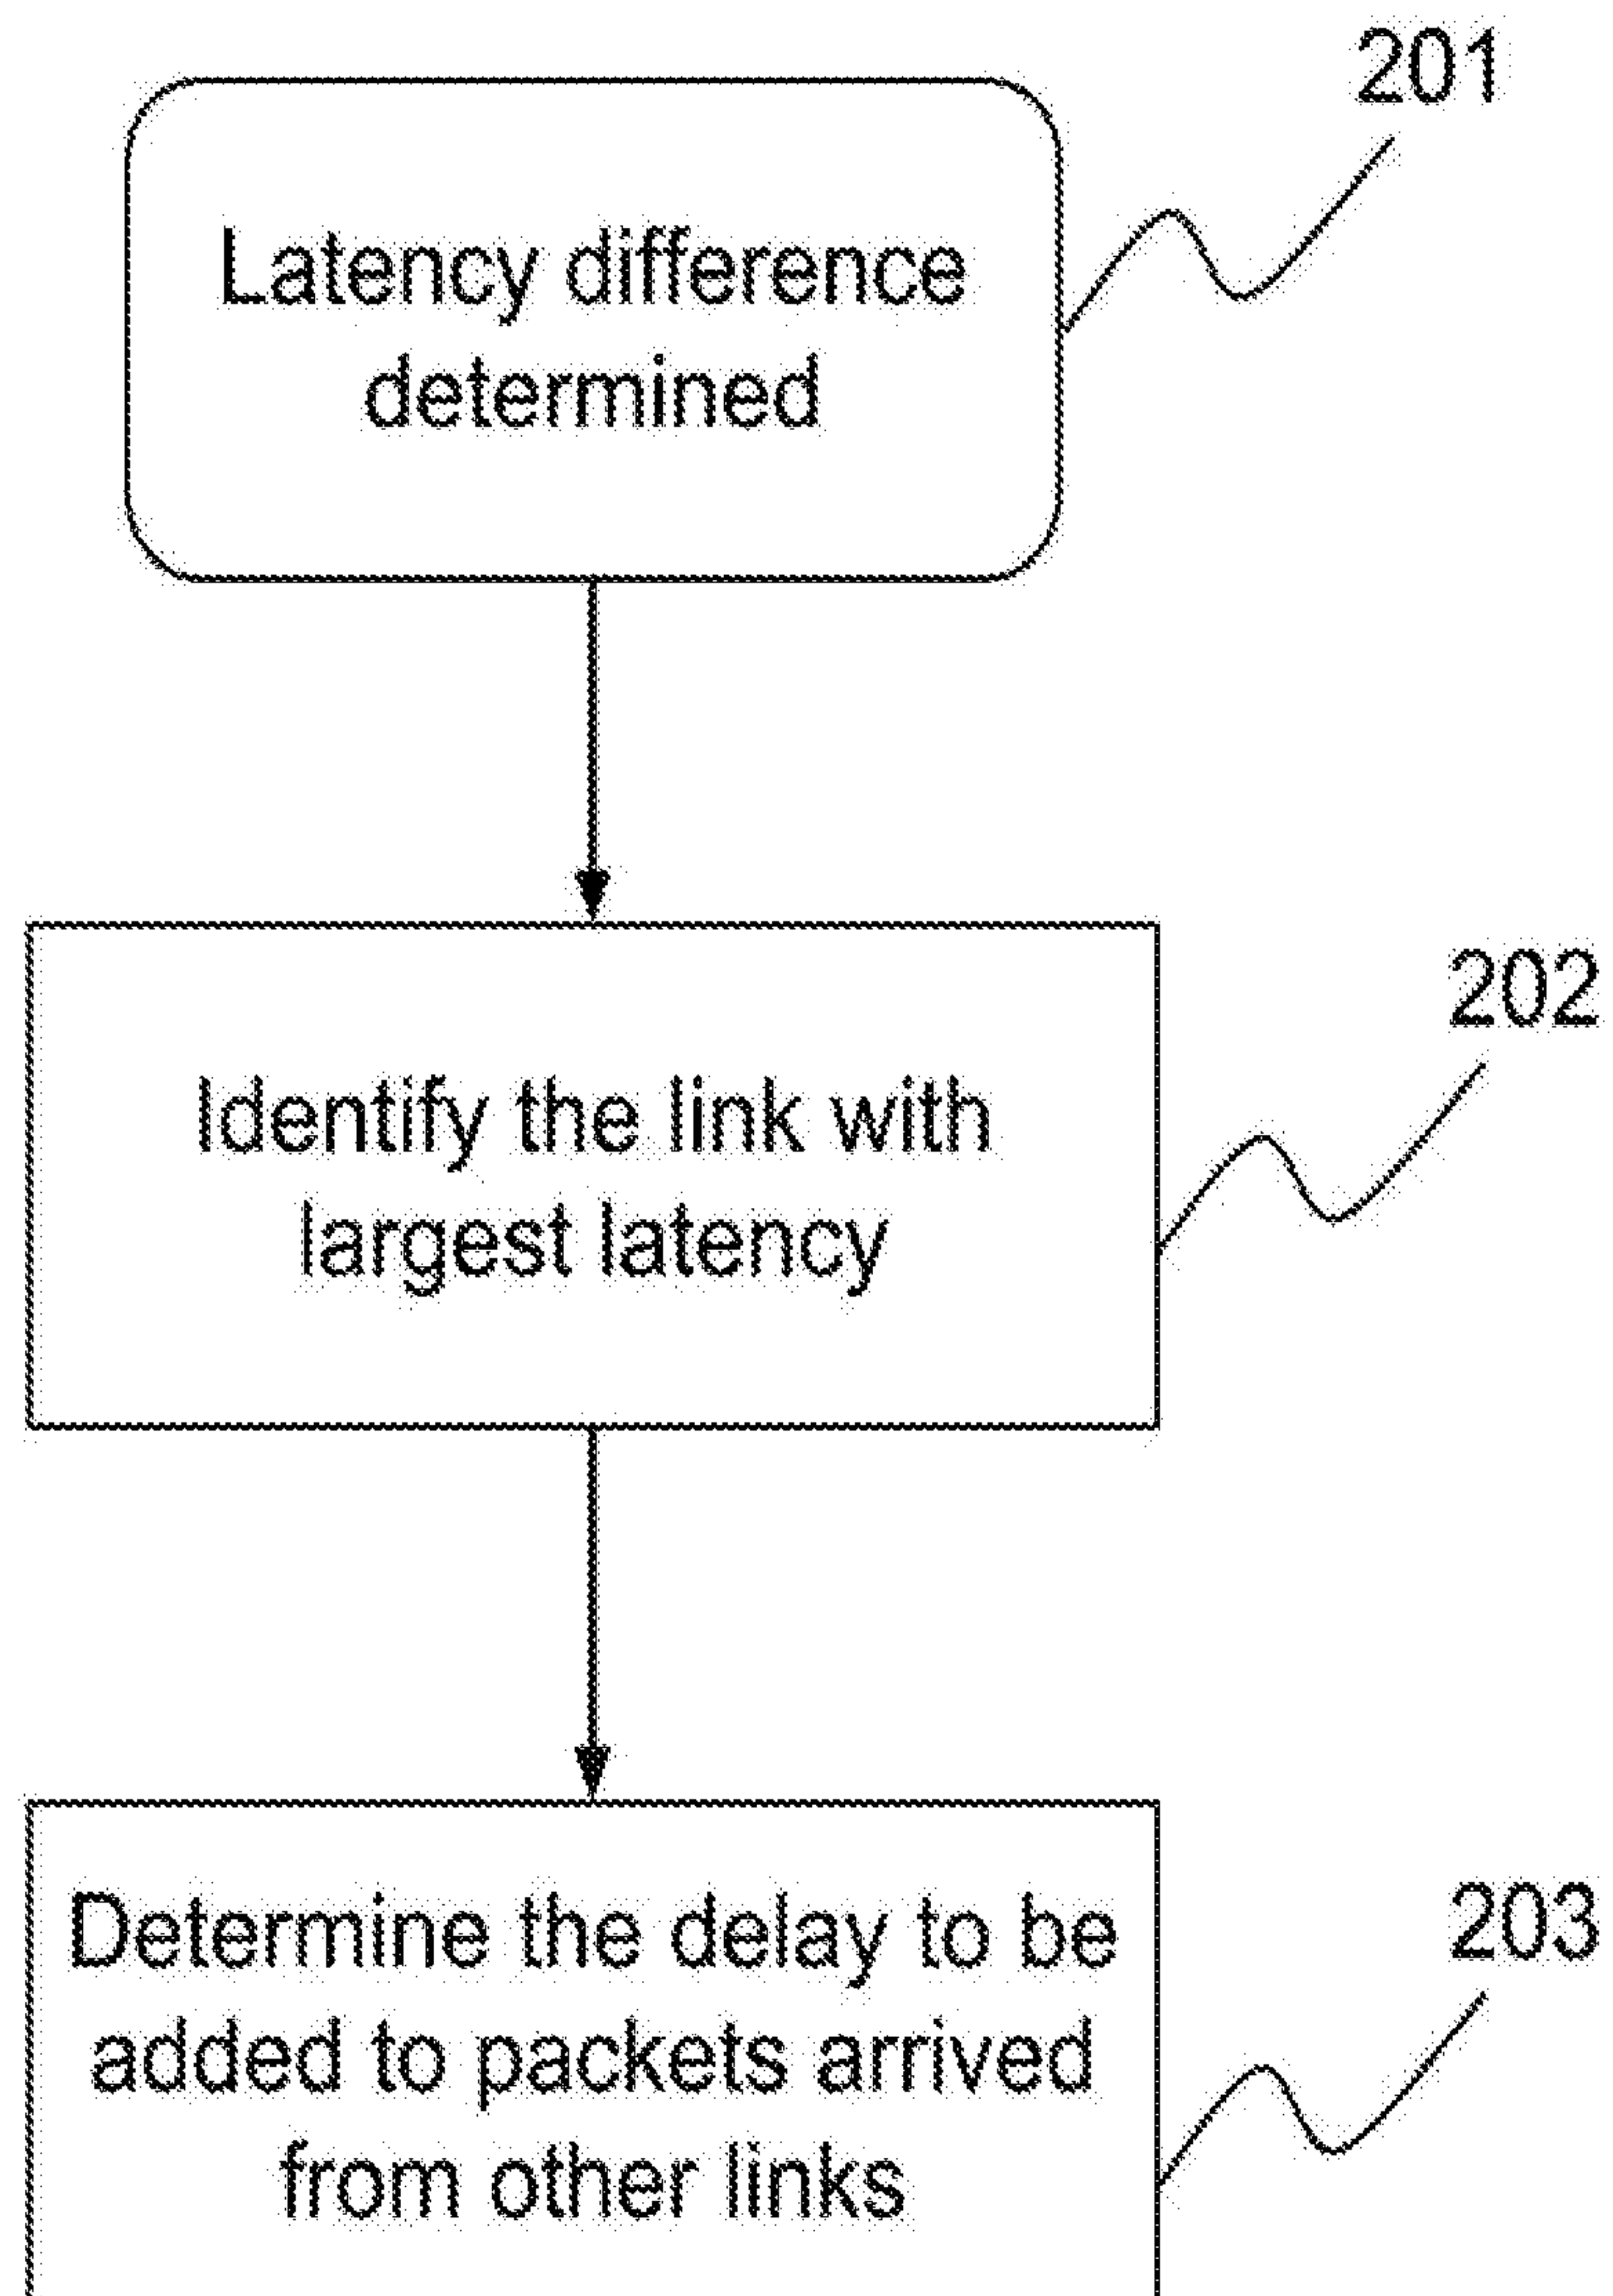 201
Latency difference
determined
202
Identify the link with
largest latency
203
Determine the delay to be
added to packets arrived
from other links